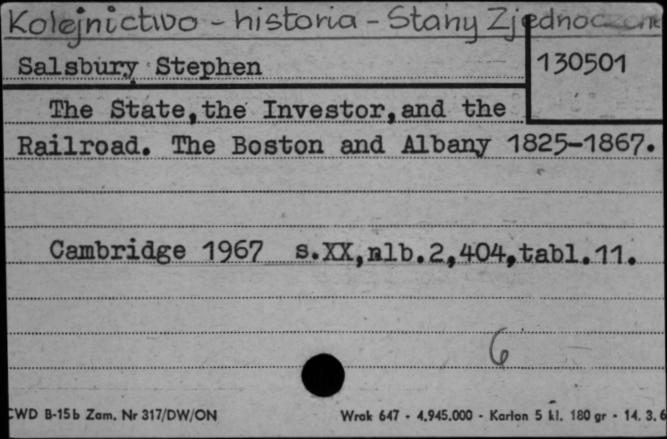 Kolejnictwo - historia - Stany Zjednoczone
Salsbury Stephen
130501
The State,the Investor,and the
Railroad. The Boston and Albany 1825-1867.
Cambridge 1967 s.XX,nlb.2,404,tabl.11.
6
CWD B-15b Zam. Nr 317/DW/ON Wrak 647 - 4.945.000 - Karton 5 kl. 180 gr - 14. 3. 6